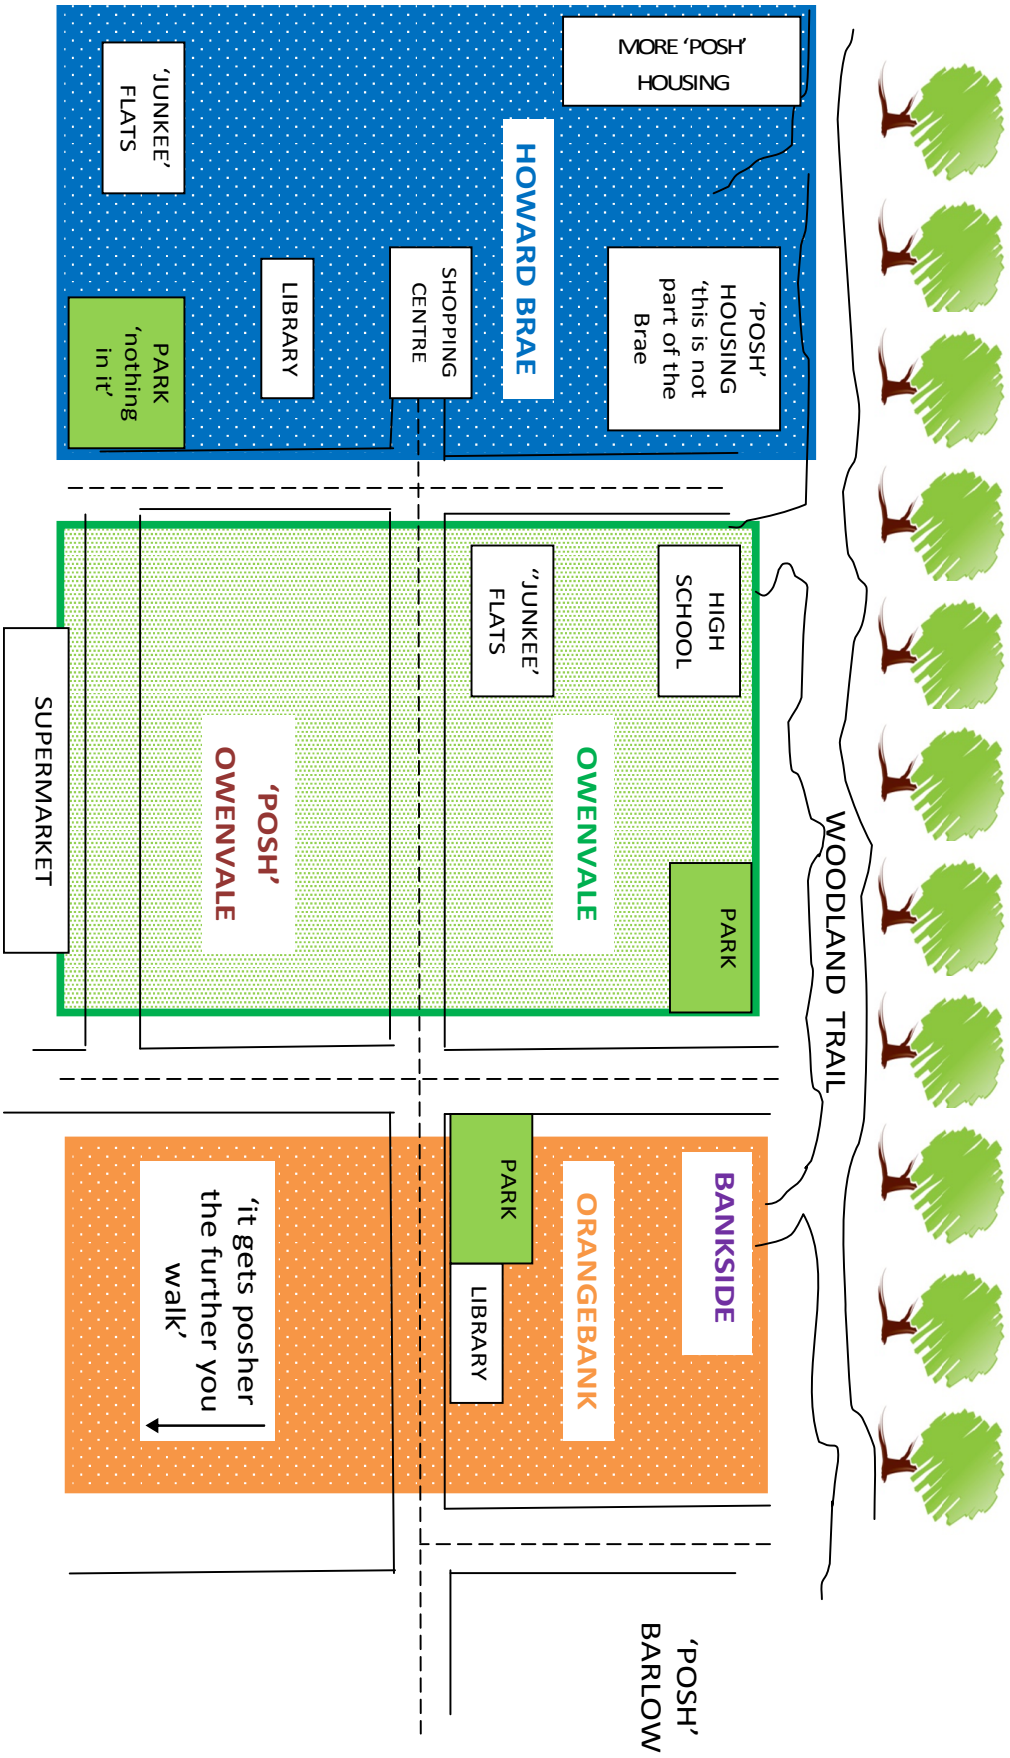 MORE ‘POSH’
HOUSING
‘JUNKEE’
FLATS
HOWARD BRAE
‘POSH’
HOUSING
‘this is not
part of the
Brae
SHOPPING
CENTRE
LIBRARY
PARK
‘nothing
in it’
HIGH
SCHOOL
‘’JUNKEE’
FLATS
OWENVALE
PARK
‘POSH’
OWENVALE
SUPERMARKET
WOODLAND TRAIL
BANKSIDE
ORANGEBANK
PARK
LIBRARY
‘it gets posher
the further you
walk’
‘POSH’
BARLOW